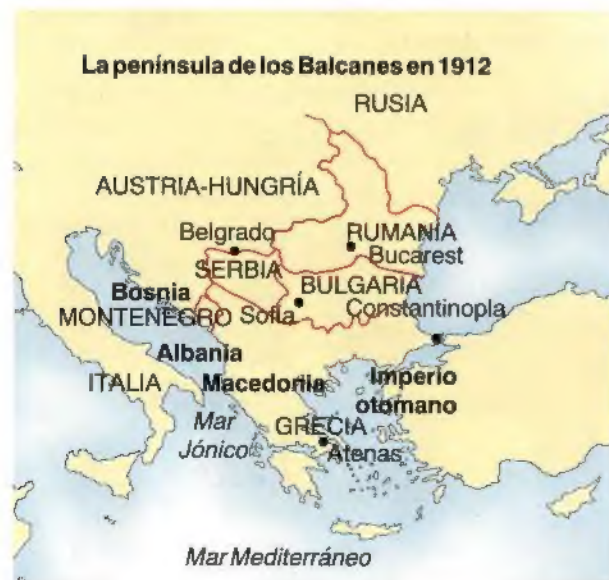 La península de los Balcanes en 1912
RUSIA
AUSTRIA-HUNGRÍA
Belgrado
RUMANÍA
Bucarest
SERBIA
BULGARIA
Bosnia
MONTENEGRO
Sofía
Constantinopla
Albania
ITALIA
Macedonia
Imperio
otomano
Mar
Jónico
GRECIA
Atenas
Mar Mediterráneo